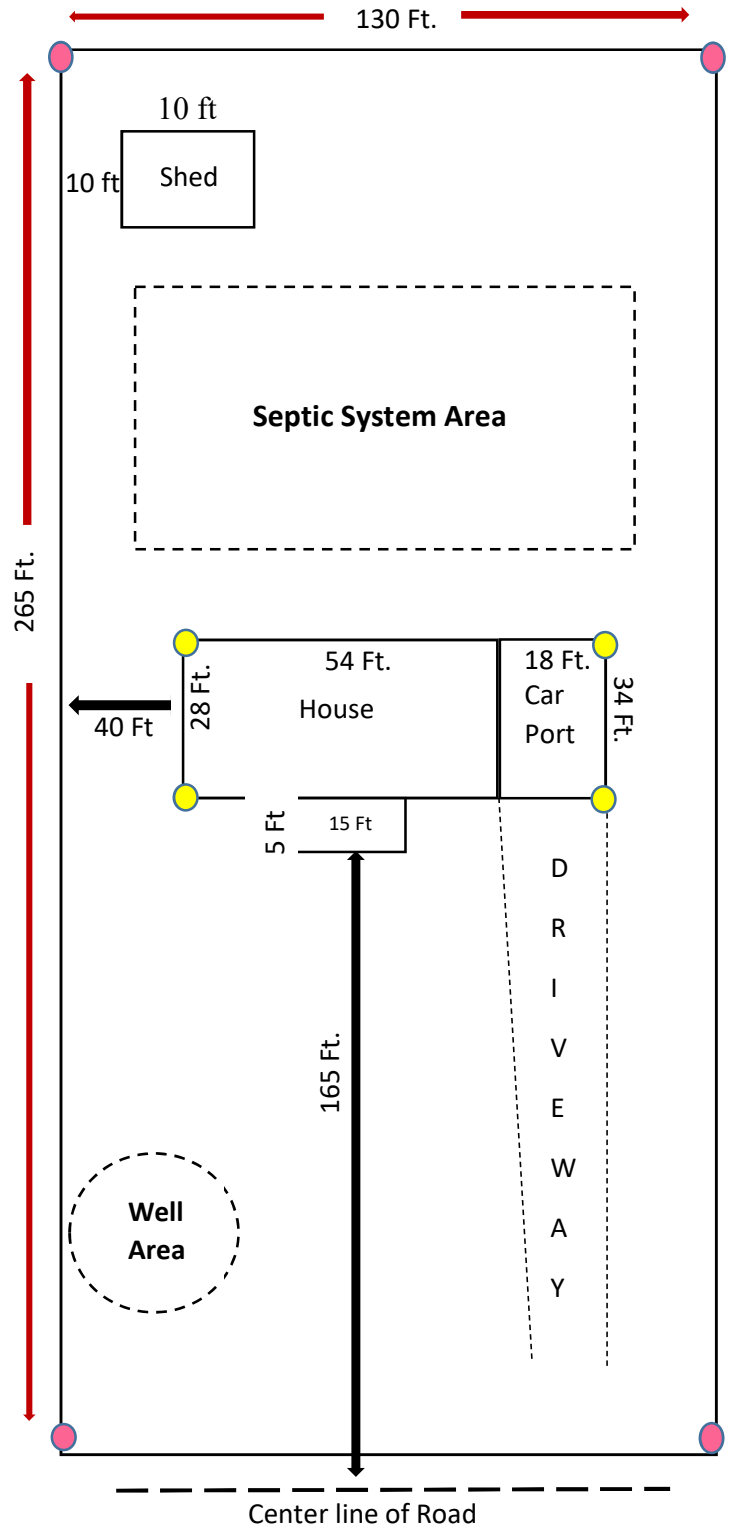 130 Ft.
10 ft
10 ft
Shed
Septic System Area
265 Ft.
54 Ft.
18 Ft.
28 Ft.
House
Car
Port
34 Ft.
40 Ft
5 Ft
15 Ft
D
R
I
V
E
W
A
Y
165 Ft.
Well
Area
Center line of Road